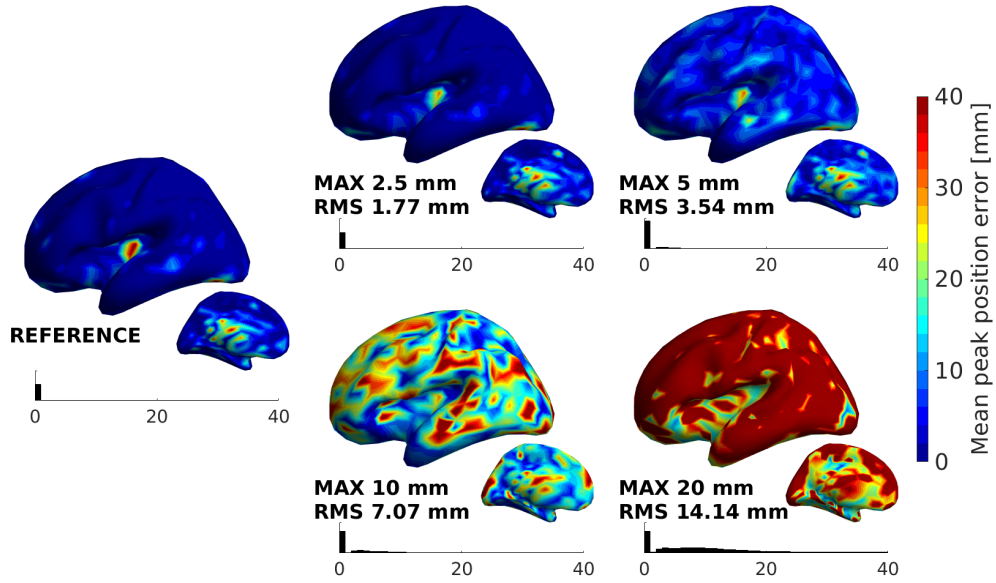 MAX 2.5 mm
RMS 1.77 mm
0 20 40
MAX 5 mm
RMS 3.54 mm
0 20 40
REFERENCE
0 20 40
MAX 10 mm
RMS 7.07 mm
0 20 40
MAX 20 mm
RMS 14.14 mm
0 20 40
40
30
20
10
0
Mean peak position error [mm]